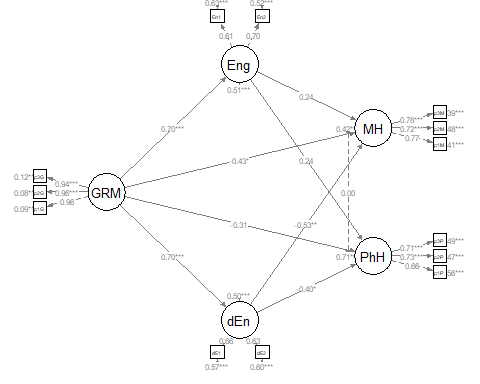 0.63*** 0.52***
En1 En2
0.61 0.70
Eng
0.51***
0.24
0.70***
0.78*** p3M 39***
0.42* MH 0.72*** p2M 48***
0.77 p1M 41***
0.12** p3G 0.94*** -0.43* 0.24
0.08** p2G 0.96*** GRM 0.00
0.09** p1G 0.96
-0.31 -0.53**
0.71*** p3P 49***
0.70*** 0.71* PhH 0.73*** p2P 47***
0.66 p1P 56***
-0.40*
0.50***
dEn
0.66 0.63
dE1 dE2
0.57*** 0.60***